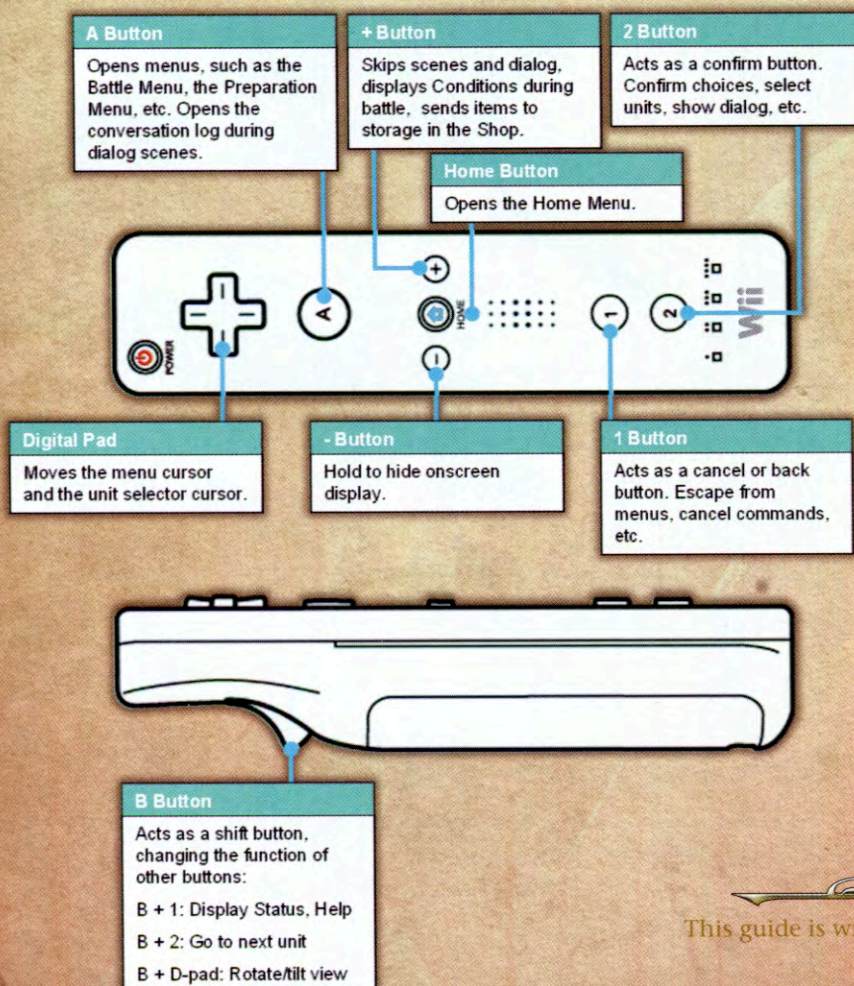 A Button
Opens menus, such as the
Battle Menu, the Preparation
Menu, etc. Opens the
conversation log during
dialog scenes.
+ Button
Skips scenes and dialog,
displays Conditions during
battle, sends items to
storage in the Shop.
2 Button
Acts as a confirm button.
Confirm choices, select
units, show dialog, etc.
Home Button
Opens the Home Menu.
POWER
A
+
HOME
-
1
2
Wii
Digital Pad
Moves the menu cursor
and the unit selector cursor.
- Button
Hold to hide onscreen
display.
1 Button
Acts as a cancel or back
button. Escape from
menus, cancel commands,
etc.
B Button
Acts as a shift button,
changing the function of
other buttons:
B + 1: Display Status, Help
B + 2: Go to next unit
B + D-pad: Rotate/tilt view
This guide is w